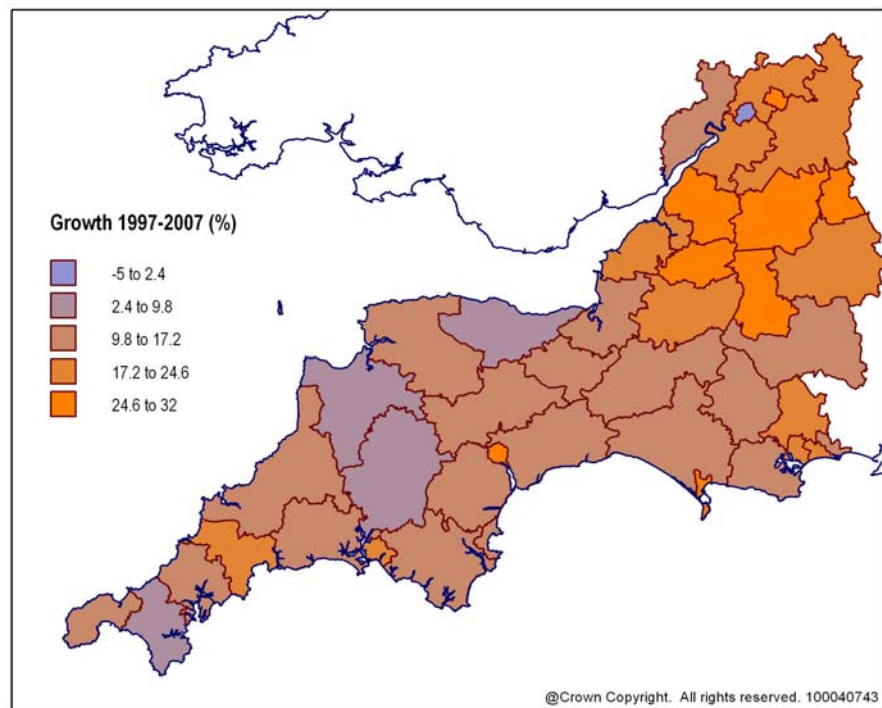 Growth 1997-2007 (%)
-5 to 2.4
2.4 to 9.8
9.8 to 17.2
17.2 to 24.6
24.6 to 32
@Crown Copyright. All rights reserved. 100040743